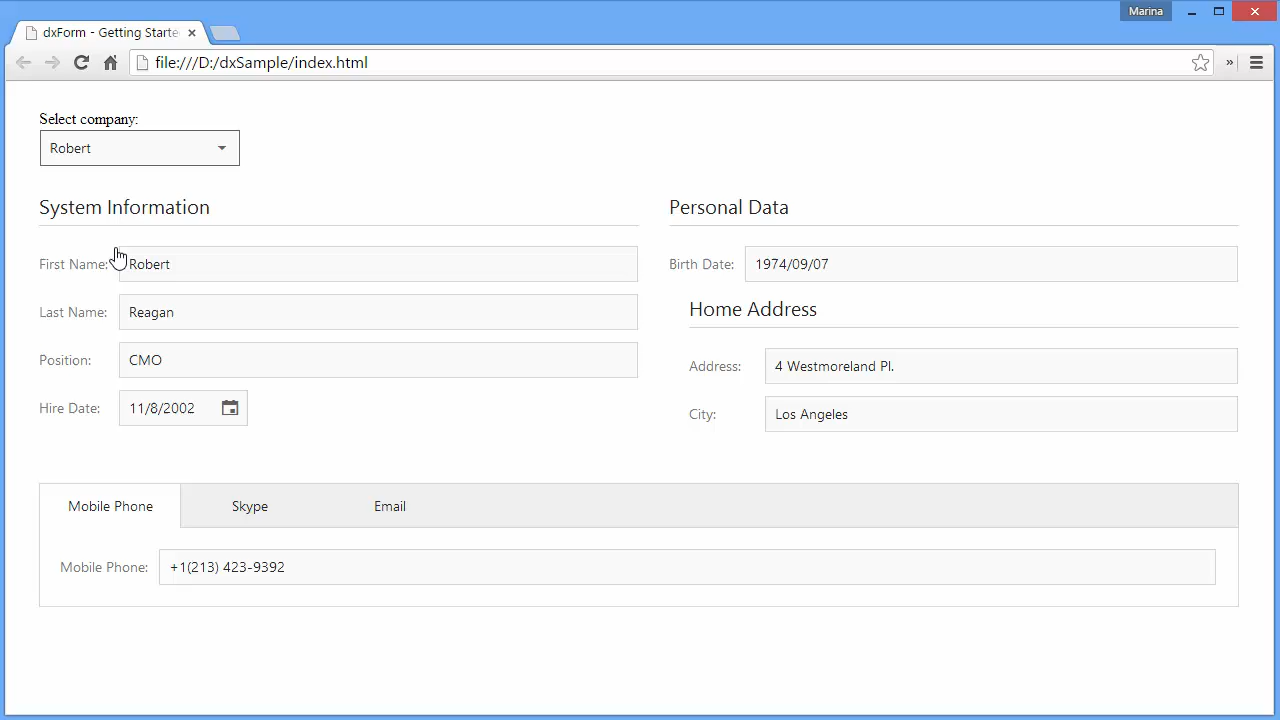 Marina
dxForm - Getting Starte
file:///D:/dxSample/index.html
Select company:
Robert
System Information
First Name: Robert
Last Name: Reagan
Position: CMO
Hire Date: 11/8/2002
Personal Data
Birth Date: 1974/09/07
Home Address
Address: 4 Westmoreland Pl.
City: Los Angeles
Mobile Phone Skype Email
Mobile Phone: +1(213) 423-9392